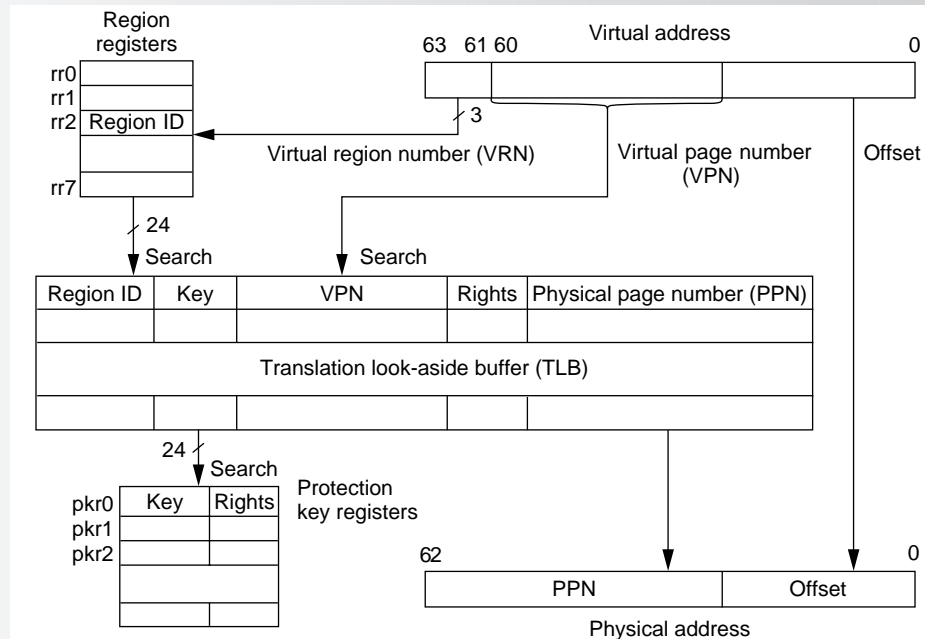 Region
registers
rr0
rr1
rr2 Region ID
rr7
63 61 60 Virtual address 0
3
Virtual region number (VRN)
Virtual page number
(VPN)
Offset
24
Search
Search
Region ID Key VPN Rights Physical page number (PPN)
Translation look-aside buffer (TLB)
24
Search
pkr0 Key Rights
pkr1
pkr2
Protection
key registers
62 0
PPN Offset
Physical address